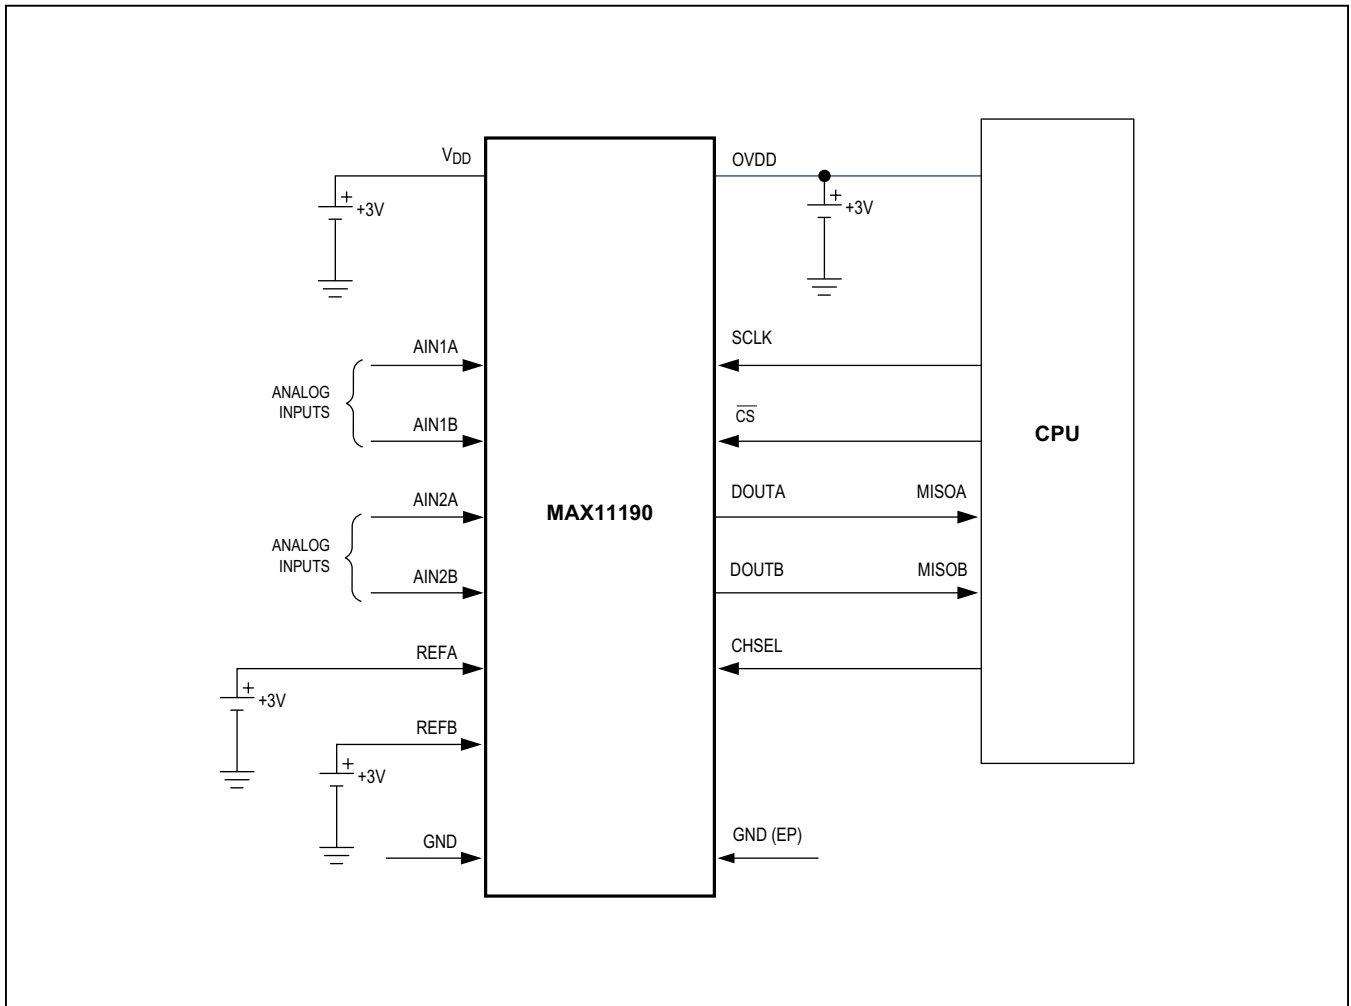 VDD
OVDD
+
+3V
+
+3V
AIN1A
SCLK
ANALOG
INPUTS
AIN1B
C̅S̅
CPU
AIN2A
DOUTA
MISOA
MAX11190
ANALOG
INPUTS
AIN2B
DOUTB
MISOB
REFA
CHSEL
+
+3V
REFB
+
+3V
GND
GND (EP)